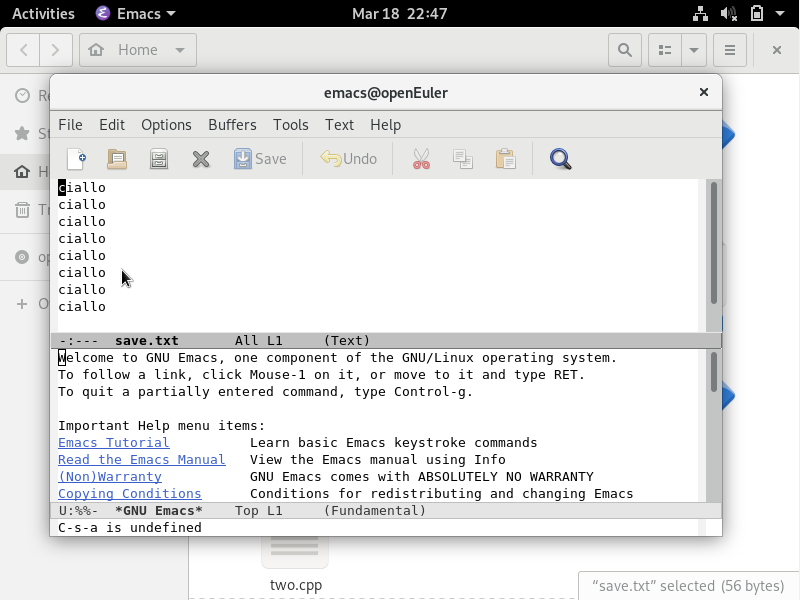 Activities Emacs Mar 18 22:47
Home
emacs@openEuler
File Edit Options Buffers Tools Text Help
Save Undo
ciallo
ciallo
ciallo
ciallo
ciallo
ciallo
ciallo
ciallo
-:--- save.txt All L1 (Text)
Welcome to GNU Emacs, one component of the GNU/Linux operating system.
To follow a link, click Mouse-1 on it, or move to it and type RET.
To quit a partially entered command, type Control-g.
Important Help menu items:
Emacs Tutorial Learn basic Emacs keystroke commands
Read the Emacs Manual View the Emacs manual using Info
(Non)Warranty GNU Emacs comes with ABSOLUTELY NO WARRANTY
Copying Conditions Conditions for redistributing and changing Emacs
U:%%- *GNU Emacs* Top L1 (Fundamental)
C-s-a is undefined
two.cpp
“save.txt” selected (56 bytes)